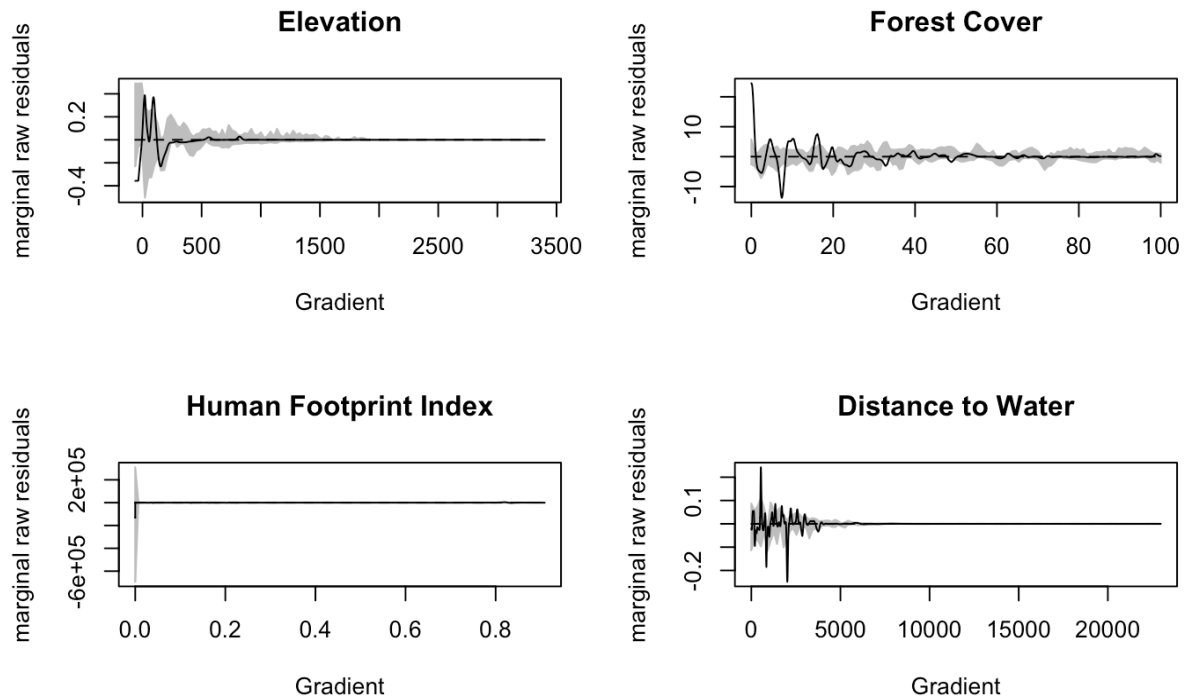 Elevation
marginal raw residuals
0.2
-0.4
0 500 1500 2500 3500
Gradient
Forest Cover
marginal raw residuals
10
-10
0 20 40 60 80 100
Gradient
Human Footprint Index
marginal raw residuals
2e+05
-6e+05
0.0 0.2 0.4 0.6 0.8
Gradient
Distance to Water
marginal raw residuals
0.1
-0.2
0 5000 10000 15000 20000
Gradient